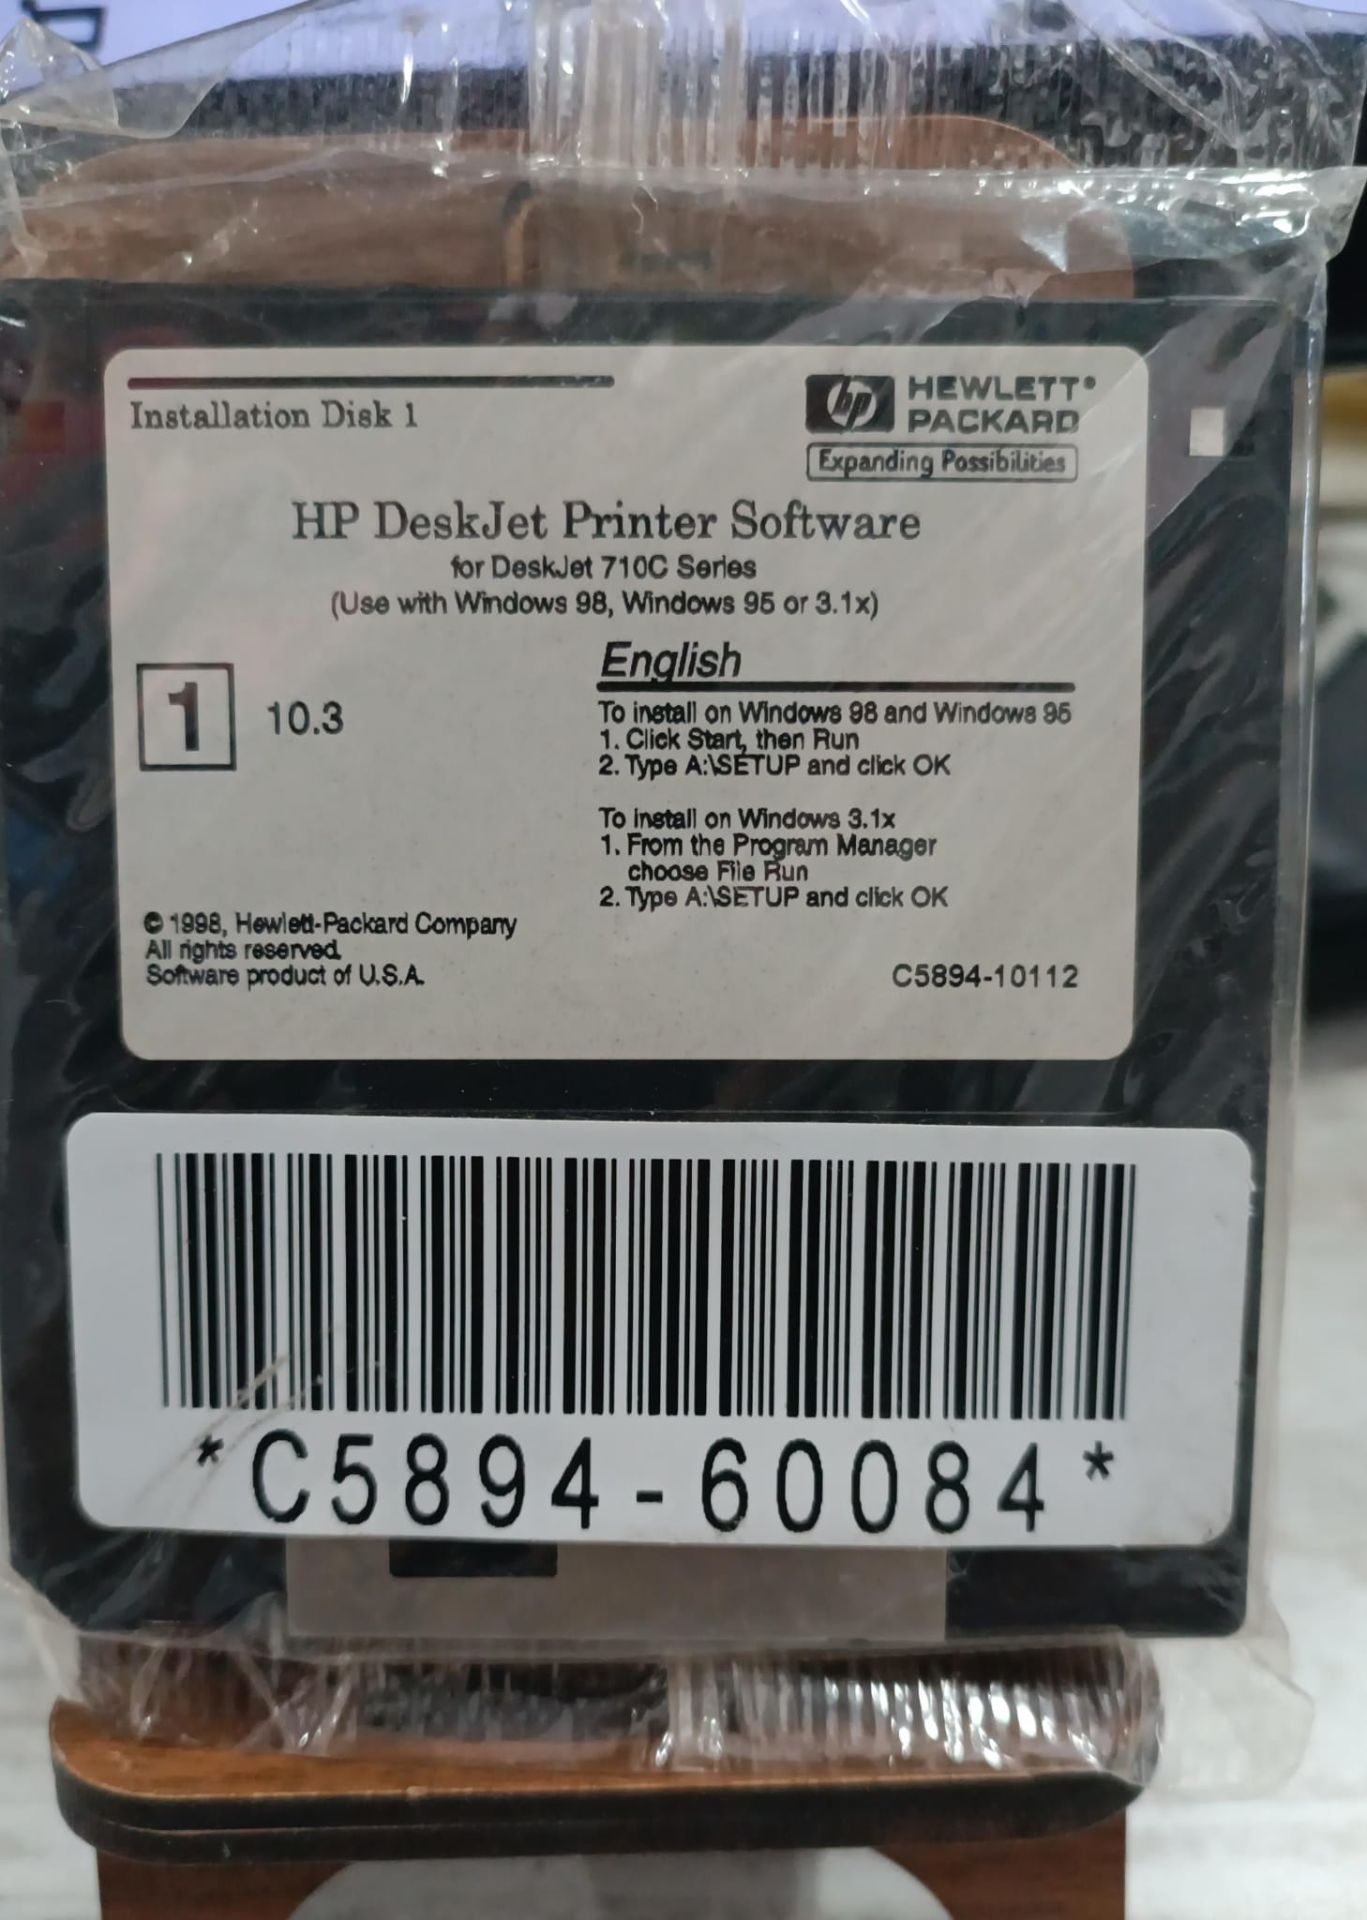 Installation Disk 1
hp HEWLETT®
PACKARD
Expanding Possibilities
HP DeskJet Printer Software
for DeskJet 710C Series
(Use with Windows 98, Windows 95 or 3.1x)
1 10.3
English
To install on Windows 98 and Windows 95
1. Click Start, then Run
2. Type A:\SETUP and click OK
To install on Windows 3.1x
1. From the Program Manager
choose File Run
2. Type A:\SETUP and click OK
© 1998, Hewlett-Packard Company
All rights reserved.
Software product of U.S.A.
C5894-10112
*C5894-60084*